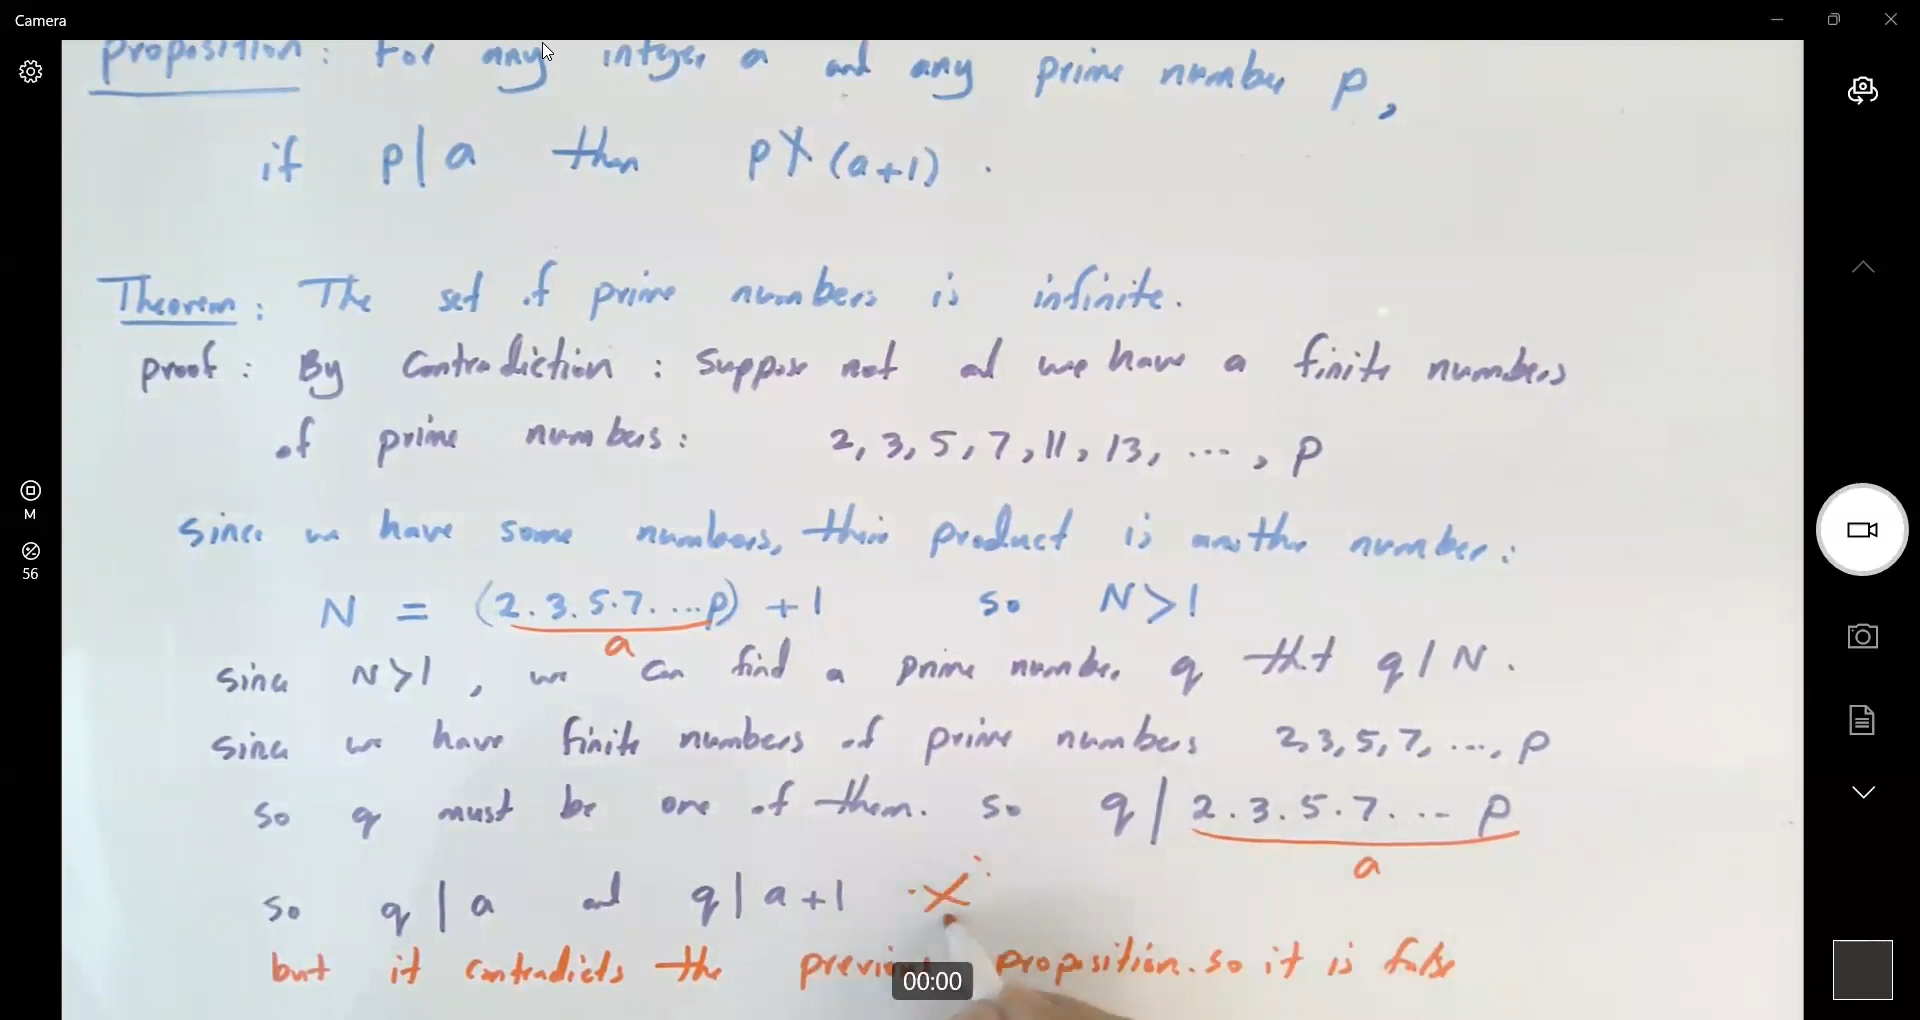 Camera
proposition: For any integer a and any prime number p,
if p|a then p∤(a+1).
Theorem: The set of prime numbers is infinite.
proof: By Contradiction: Suppose not and we have a finite numbers
of prime numbers: 2, 3, 5, 7, 11, 13, ..., p
since we have some numbers, their product is another number:
N = (2.3.5.7....p) + 1 so N>1
a
since N>1, we can find a prime number q that q|N.
since we have finite numbers of prime numbers 2,3,5,7,...,p
so q must be one of them. so q | 2.3.5.7.... p
a
so q | a and q | a+1
but it contradicts the proposition. so it is false
M
56
00:00